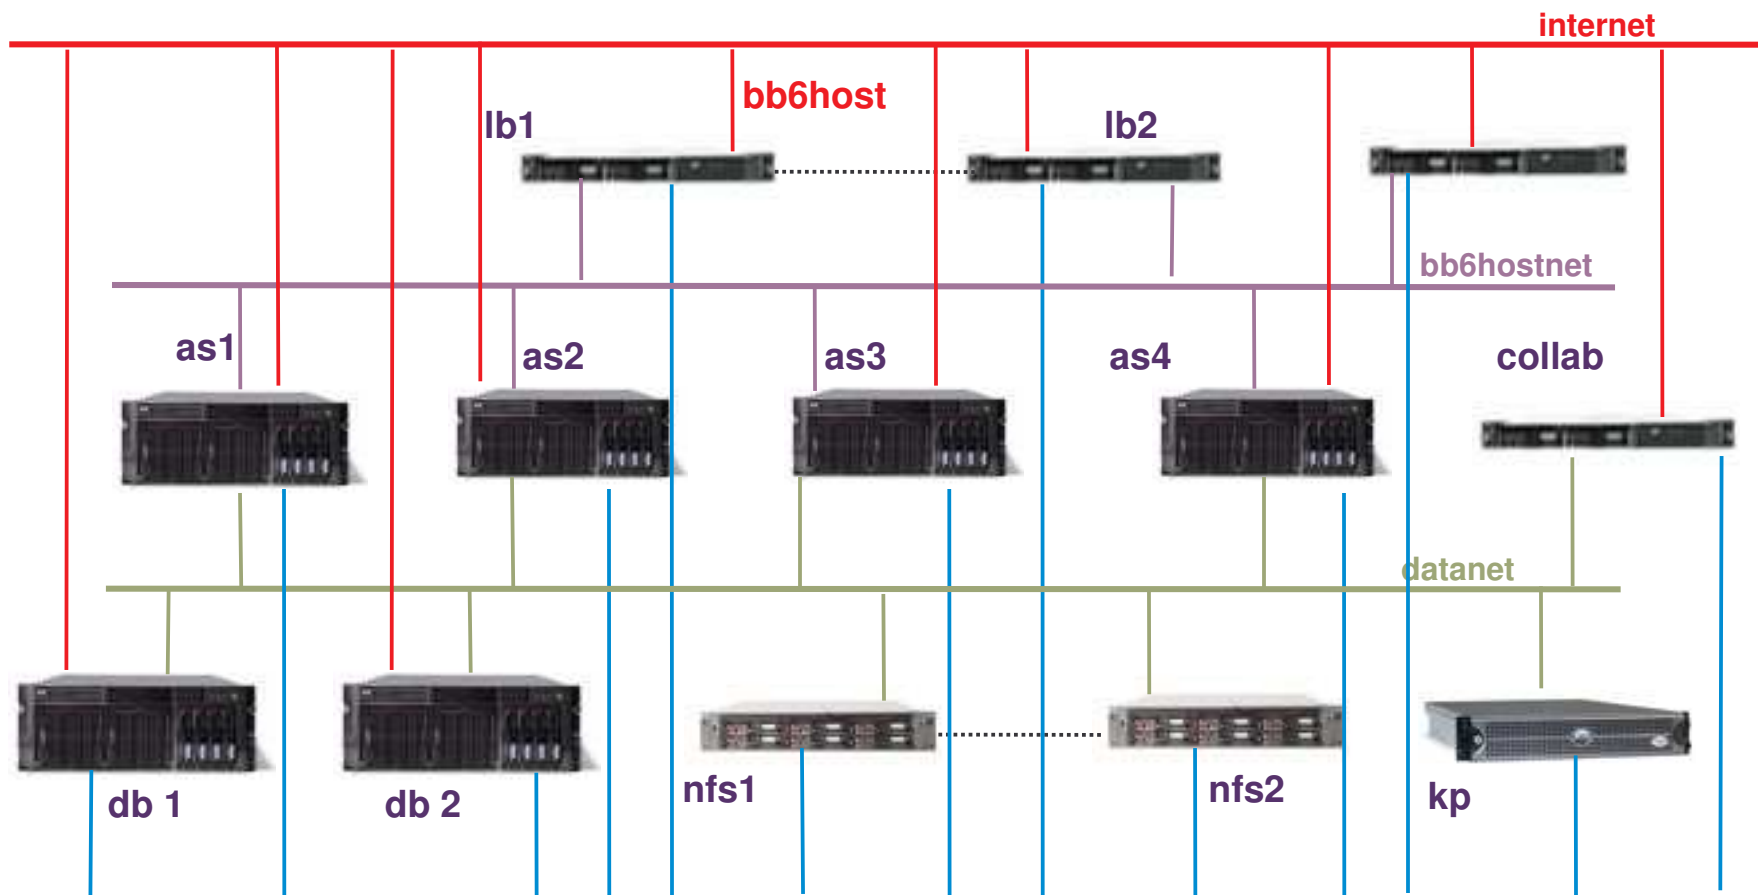 internet
bb6host
lb1
lb2
bb6hostnet
as1
as2
as3
as4
collab
datanet
db 1
db 2
nfs1
nfs2
kp